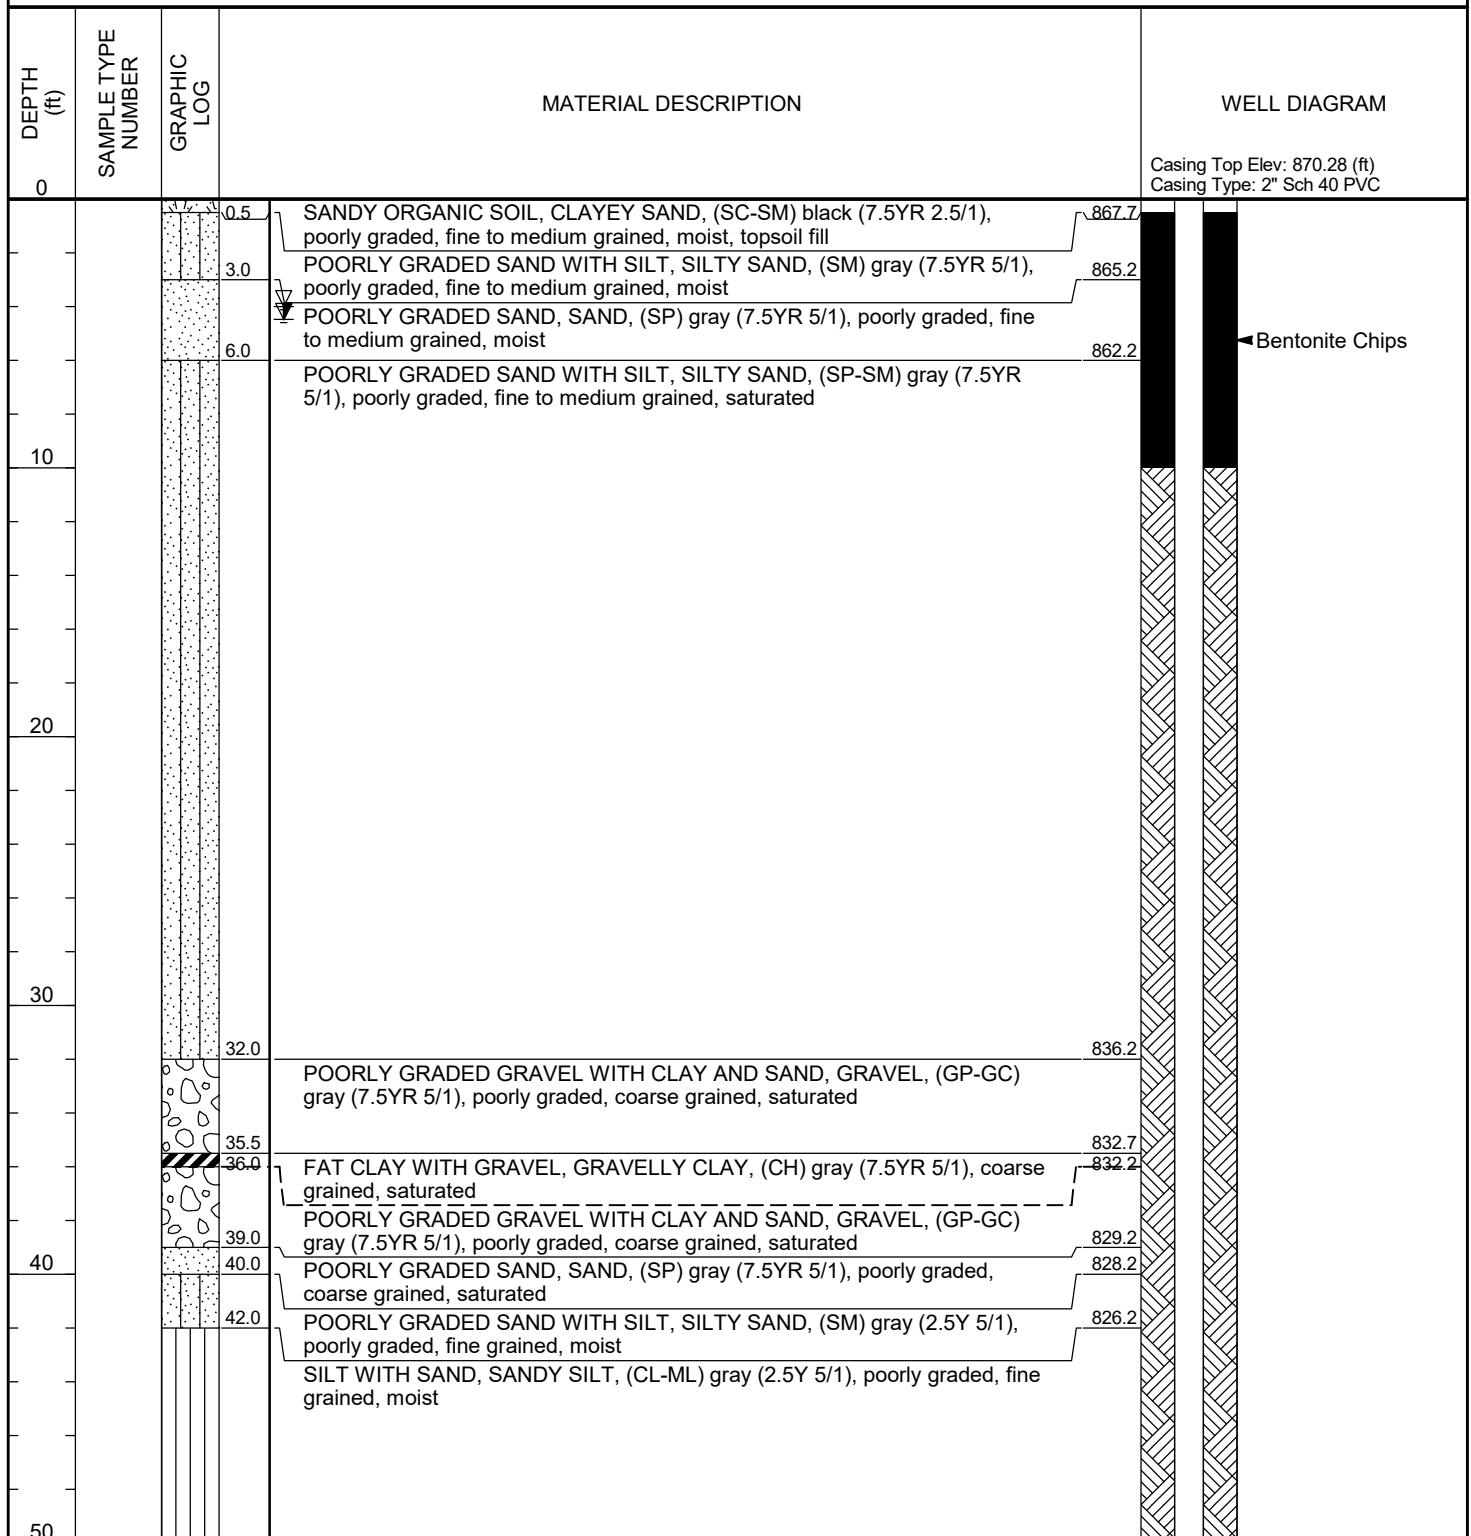 DEPTH
(ft)
SAMPLE TYPE
NUMBER
GRAPHIC
LOG
MATERIAL DESCRIPTION
WELL DIAGRAM
Casing Top Elev: 870.28 (ft)
Casing Type: 2" Sch 40 PVC
0
0.5
SANDY ORGANIC SOIL, CLAYEY SAND, (SC-SM) black (7.5YR 2.5/1),
poorly graded, fine to medium grained, moist, topsoil fill
867.7
3.0
POORLY GRADED SAND WITH SILT, SILTY SAND, (SM) gray (7.5YR 5/1),
poorly graded, fine to medium grained, moist
865.2
POORLY GRADED SAND, SAND, (SP) gray (7.5YR 5/1), poorly graded, fine
to medium grained, moist
Bentonite Chips
6.0
862.2
POORLY GRADED SAND WITH SILT, SILTY SAND, (SP-SM) gray (7.5YR
5/1), poorly graded, fine to medium grained, saturated
10
20
30
32.0
836.2
POORLY GRADED GRAVEL WITH CLAY AND SAND, GRAVEL, (GP-GC)
gray (7.5YR 5/1), poorly graded, coarse grained, saturated
35.5
832.7
36.0
FAT CLAY WITH GRAVEL, GRAVELLY CLAY, (CH) gray (7.5YR 5/1), coarse
grained, saturated
832.2
POORLY GRADED GRAVEL WITH CLAY AND SAND, GRAVEL, (GP-GC)
gray (7.5YR 5/1), poorly graded, coarse grained, saturated
39.0
829.2
40
40.0
POORLY GRADED SAND, SAND, (SP) gray (7.5YR 5/1), poorly graded,
coarse grained, saturated
828.2
42.0
POORLY GRADED SAND WITH SILT, SILTY SAND, (SM) gray (2.5Y 5/1),
poorly graded, fine grained, moist
826.2
SILT WITH SAND, SANDY SILT, (CL-ML) gray (2.5Y 5/1), poorly graded, fine
grained, moist
50